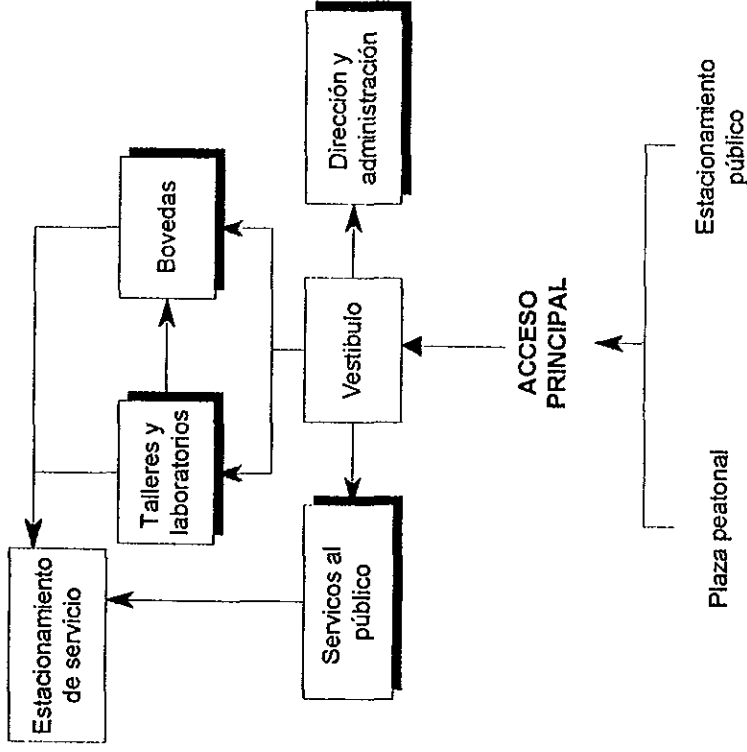 Estacionamiento
de servicio
Talleres y
laboratorios
Bovedas
Servicos al
público
Vestibulo
Dirección y
administración
ACCESO
PRINCIPAL
Plaza peatonal
Estacionamiento
público